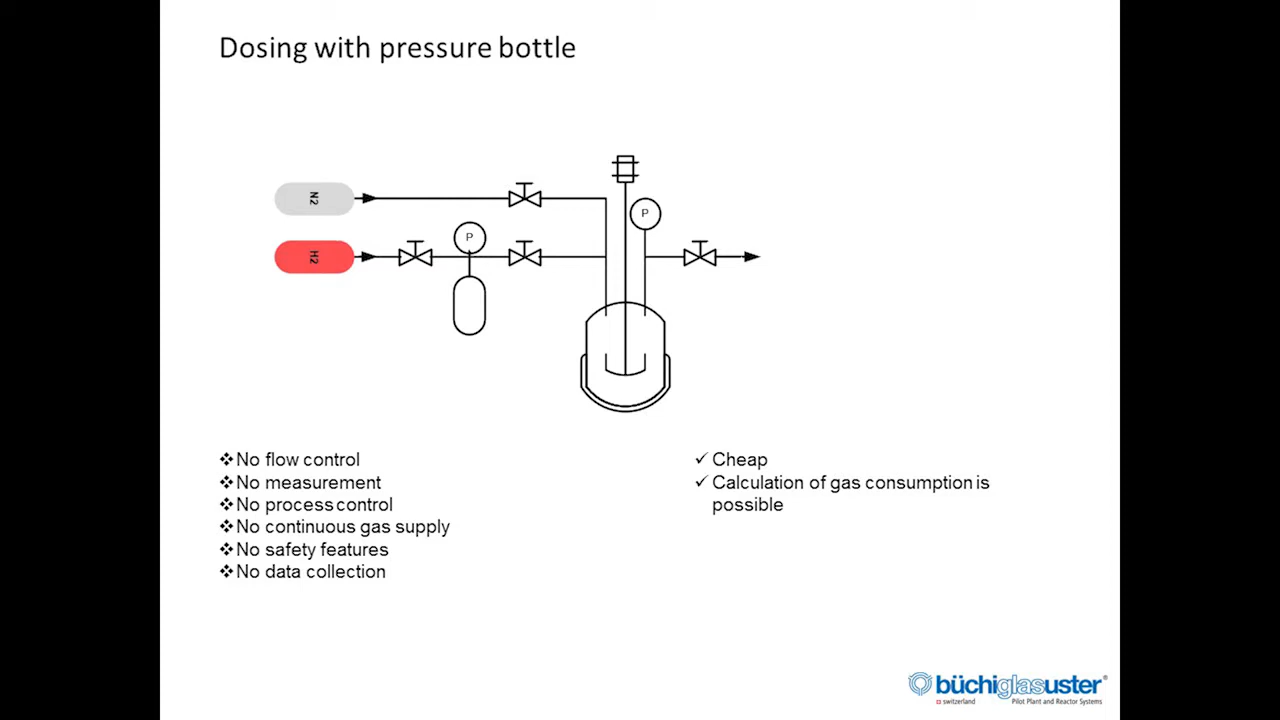 Dosing with pressure bottle
N2
P
P
H2
No flow control
No measurement
No process control
No continuous gas supply
No safety features
No data collection
Cheap
Calculation of gas consumption is
possible
büchiglasuster®
switzerland Pilot Plant and Reactor Systems